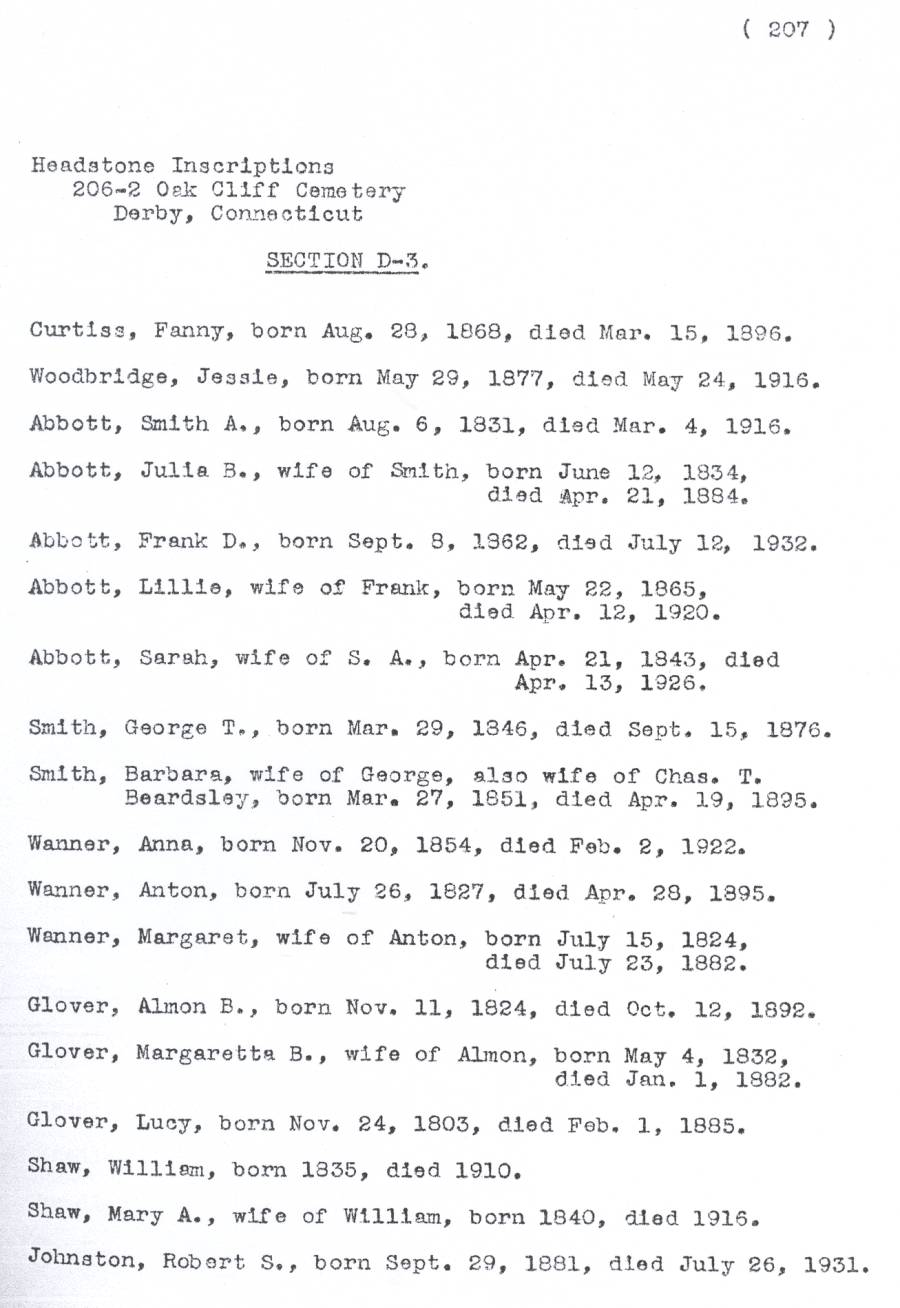 ( 207 )
Headstone Inscriptions
206-2 Oak Cliff Cemetery
Derby, Connecticut
SECTION D-3.
Curtiss, Fanny, born Aug. 28, 1868, died Mar. 15, 1896.
Woodbridge, Jessie, born May 29, 1877, died May 24, 1916.
Abbott, Smith A., born Aug. 6, 1831, died Mar. 4, 1916.
Abbott, Julia B., wife of Smith, born June 12, 1834,
died Apr. 21, 1884.
Abbott, Frank D., born Sept. 8, 1862, died July 12, 1932.
Abbott, Lillie, wife of Frank, born May 22, 1865,
died Apr. 12, 1920.
Abbott, Sarah, wife of S. A., born Apr. 21, 1843, died
Apr. 13, 1926.
Smith, George T., born Mar. 29, 1846, died Sept. 15, 1876.
Smith, Barbara, wife of George, also wife of Chas. T.
Beardsley, born Mar. 27, 1851, died Apr. 19, 1895.
Wanner, Anna, born Nov. 20, 1854, died Feb. 2, 1922.
Wanner, Anton, born July 26, 1827, died Apr. 28, 1895.
Wanner, Margaret, wife of Anton, born July 15, 1824,
died July 23, 1882.
Glover, Almon B., born Nov. 11, 1824, died Oct. 12, 1892.
Glover, Margaretta B., wife of Almon, born May 4, 1832,
died Jan. 1, 1882.
Glover, Lucy, born Nov. 24, 1803, died Feb. 1, 1885.
Shaw, William, born 1835, died 1910.
Shaw, Mary A., wife of William, born 1840, died 1916.
Johnston, Robert S., born Sept. 29, 1881, died July 26, 1931.